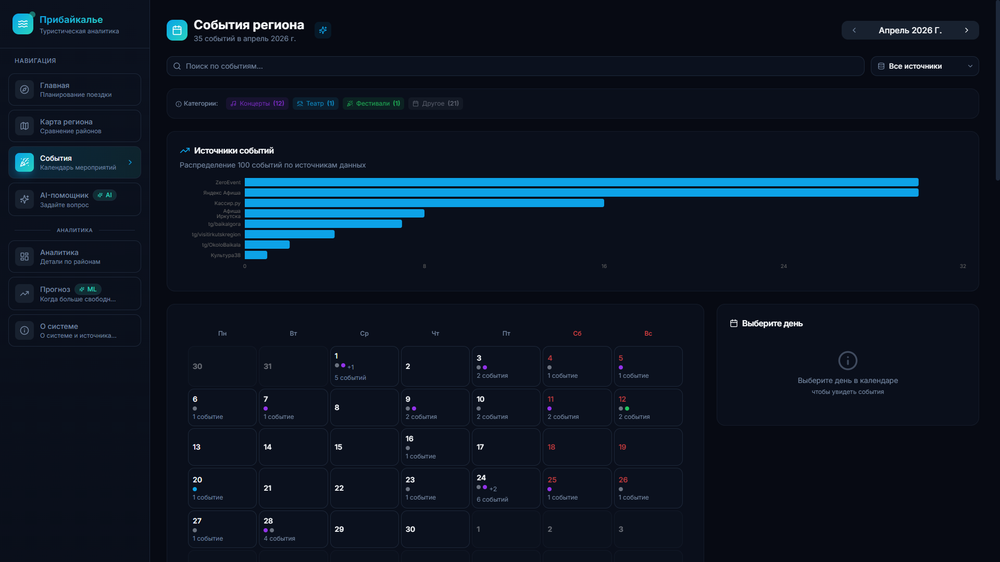 Прибайкалье
Туристическая аналитика
НАВИГАЦИЯ
Главная
Планирование поездки
Карта региона
Сравнение районов
События
Календарь мероприятий
AI-помощник AI
Задайте вопрос
АНАЛИТИКА
Аналитика
Детали по районам
Прогноз ML
Когда больше свободн...
О системе
О системе и источника...
События региона
35 событий в апрель 2026 г.
Апрель 2026 Г.
Поиск по событиям...
Все источники
Категории: Концерты (12) Театр (1) Фестивали (1) Другое (21)
Источники событий
Распределение 100 событий по источникам данных
ZeroEvent
Яндекс Афиша
Кассир.ру
Афиша
Иркутска
tg/baikalgora
tg/visitirkutskregion
tg/OkoloBaikala
Культура38
0 8 16 24 32
Пн Вт Ср Чт Пт Сб Вс
30
31
1
+1
5 событий
2
3
2 события
4
1 событие
5
1 событие
6
1 событие
7
1 событие
8
9
2 события
10
2 события
11
2 события
12
2 события
13
14
15
16
1 событие
17
18
19
20
1 событие
21
22
23
1 событие
24
+2
6 событий
25
1 событие
26
1 событие
27
1 событие
28
4 события
29
30
1
2
3
Выберите день
Выберите день в календаре
чтобы увидеть события